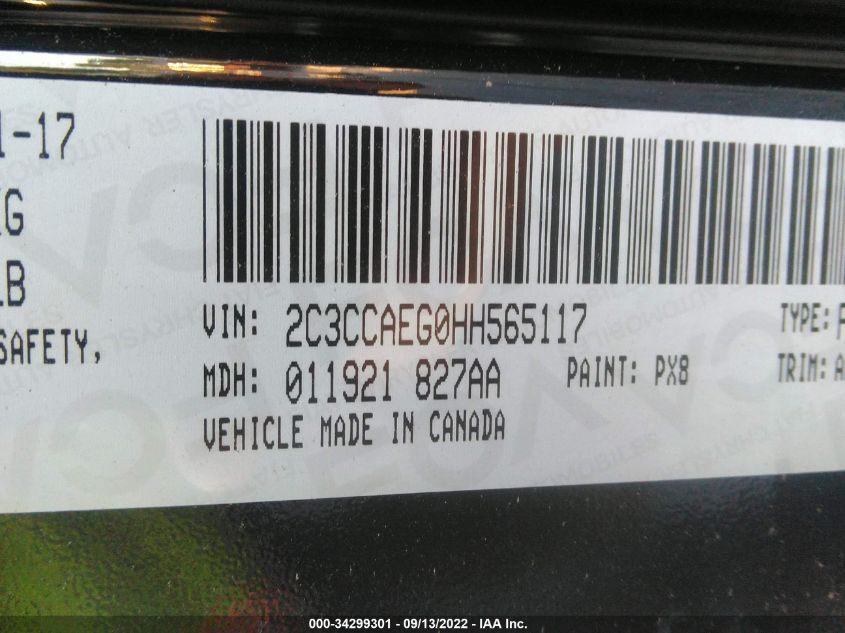 1-17
G
LB
SAFETY,
VIN: 2C3CCAEG0HH565117
TYPE:
MDH: 011921 827AA
PAINT: PX8
TRIM: A
VEHICLE MADE IN CANADA
000-34299301 - 09/13/2022 - IAA Inc.